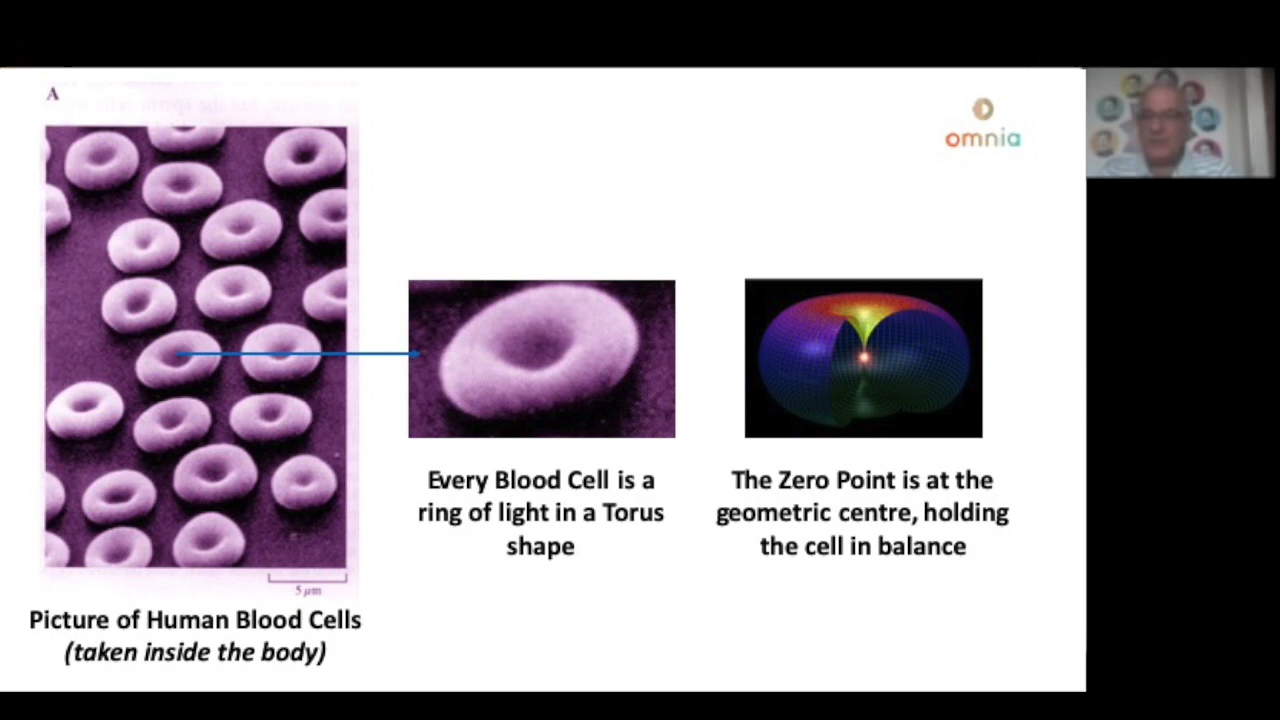 A
omnia
5 μm
Picture of Human Blood Cells
(taken inside the body)
Every Blood Cell is a
ring of light in a Torus
shape
The Zero Point is at the
geometric centre, holding
the cell in balance